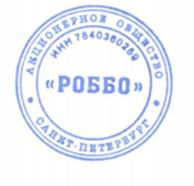 АКЦИОНЕРНОЕ ОБЩЕСТВО
ИНН 7840360269
«РОББО»
САНКТ-ПЕТЕРБУРГ